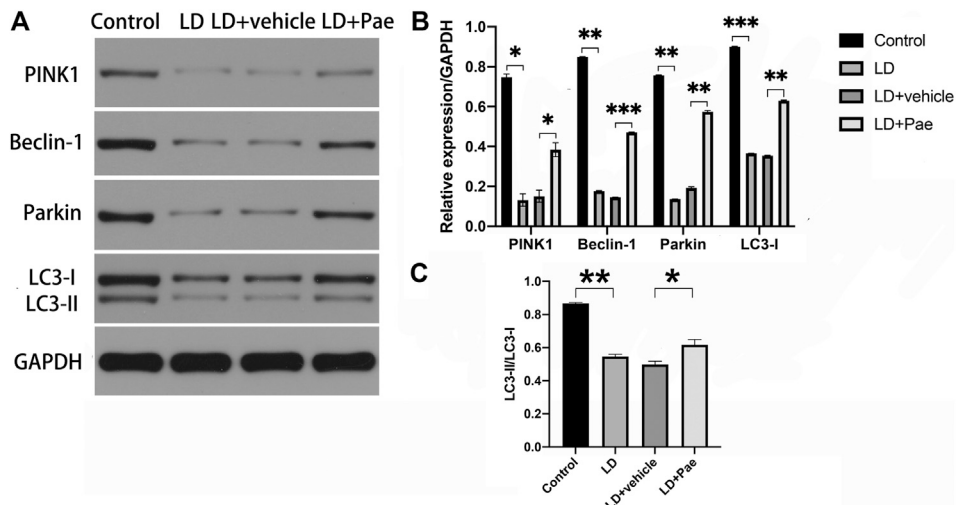 A
Control LD LD+vehicle LD+Pae
PINK1
Beclin-1
Parkin
LC3-I
LC3-II
GAPDH
B
Relative expression/GAPDH
1.0
0.8
0.6
0.4
0.2
0.0
*
**
**
***
*
***
**
**
PINK1 Beclin-1 Parkin LC3-I
Control
LD
LD+vehicle
LD+Pae
C
LC3-II/LC3-I
1.0
0.8
0.6
0.4
0.2
0.0
**
*
Control LD LD+vehicle LD+Pae